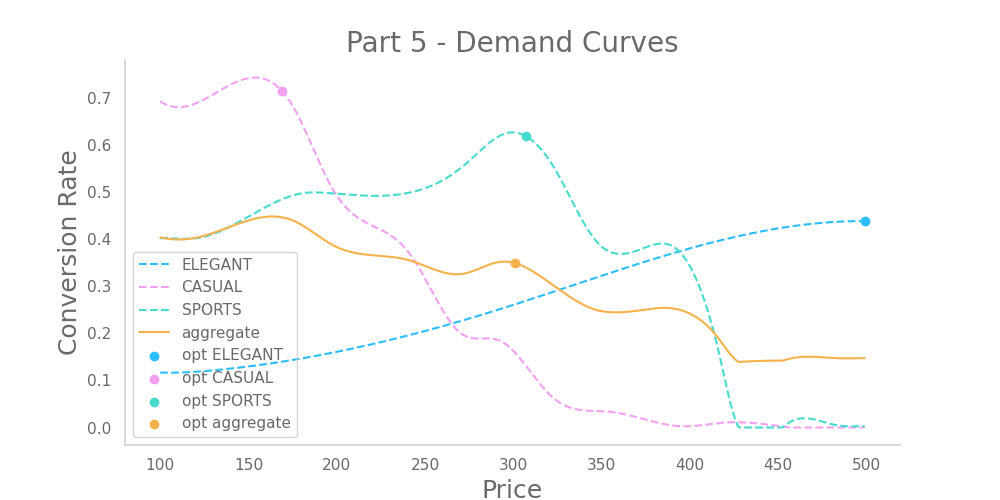 Part 5 - Demand Curves
Conversion Rate
0.7
0.6
0.5
0.4
0.3
0.2
0.1
0.0
ELEGANT
CASUAL
SPORTS
aggregate
opt ELEGANT
opt CASUAL
opt SPORTS
opt aggregate
100 150 200 250 300 350 400 450 500
Price